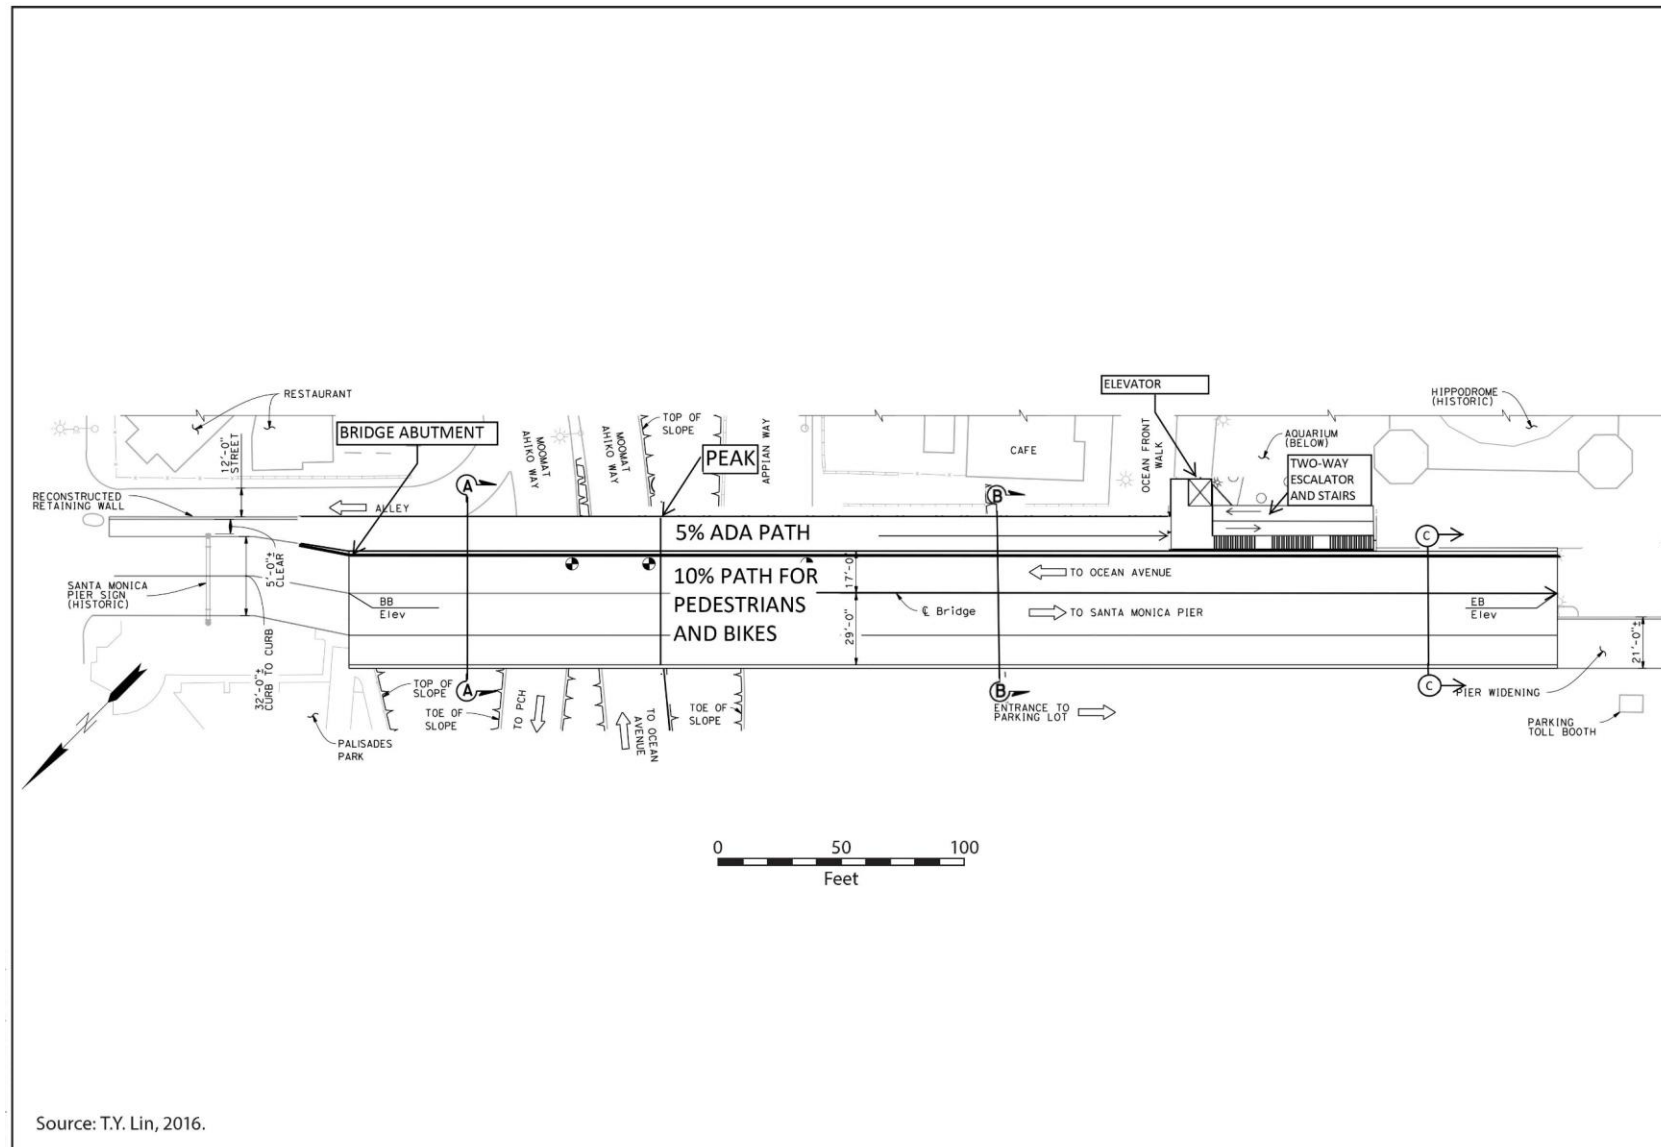 RESTAURANT
BRIDGE ABUTMENT
12'-0"
STREET
RECONSTRUCTED
RETAINING WALL
ALLEY
MOOMAT
AHIKO WAY
MOOMAT
AHIKO WAY
TOP OF
SLOPE
PEAK
APPIAN WAY
CAFE
ELEVATOR
OCEAN FRONT
WALK
AQUARIUM
(BELOW)
TWO-WAY
ESCALATOR
AND STAIRS
HIPPODROME
(HISTORIC)
A
B
C
5% ADA PATH
5'-0"±
CLEAR
SANTA MONICA
PIER SIGN
(HISTORIC)
32'-0"±
CURB TO CURB
BB
Elev
10% PATH FOR
PEDESTRIANS
AND BIKES
17'-0"
29'-0"
℄ Bridge
TO OCEAN AVENUE
TO SANTA MONICA PIER
EB
Elev
21'-0"±
A
B
C
TOP OF
SLOPE
TOE OF
SLOPE
TO PCH
TO OCEAN
AVENUE
TOE OF
SLOPE
ENTRANCE TO
PARKING LOT
PIER WIDENING
PARKING
TOLL BOOTH
PALISADES
PARK
N
0 50 100
Feet
Source: T.Y. Lin, 2016.